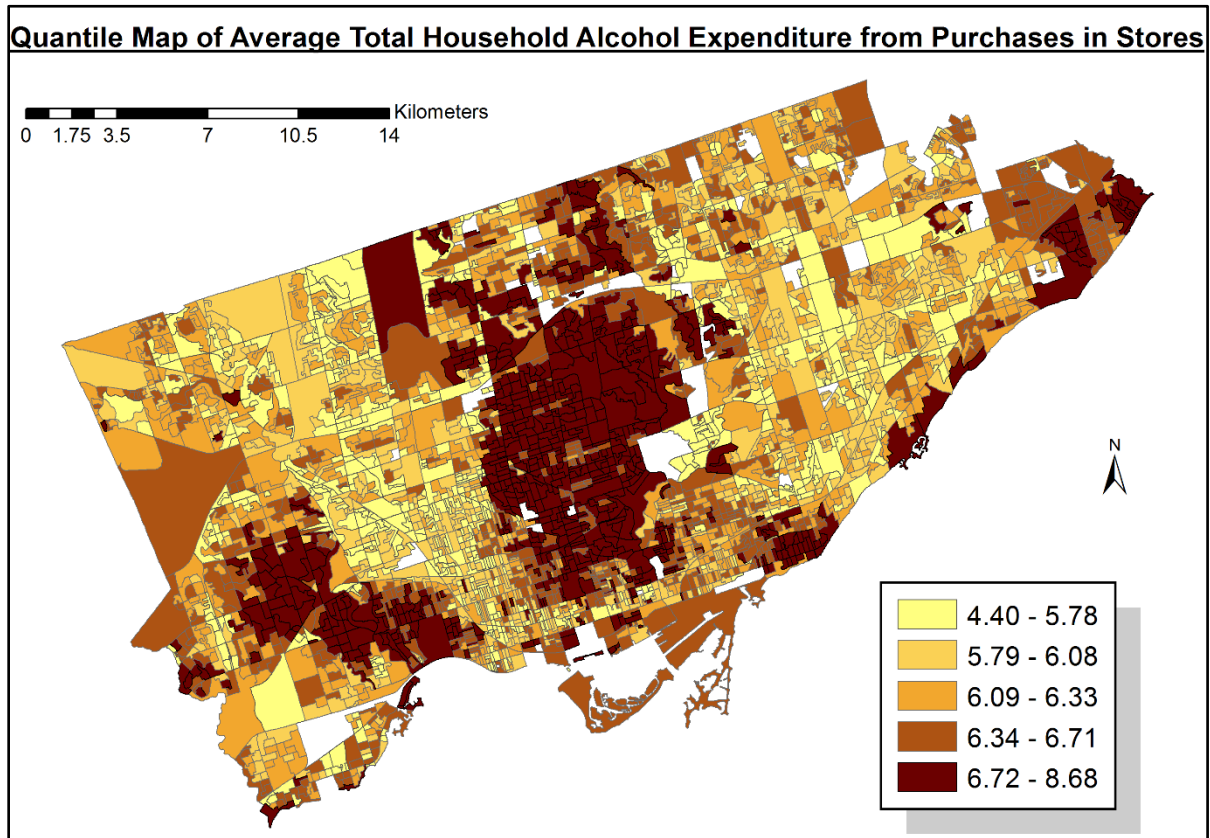 Quantile Map of Average Total Household Alcohol Expenditure from Purchases in Stores
Kilometers
0 1.75 3.5 7 10.5 14
N
4.40 - 5.78
5.79 - 6.08
6.09 - 6.33
6.34 - 6.71
6.72 - 8.68